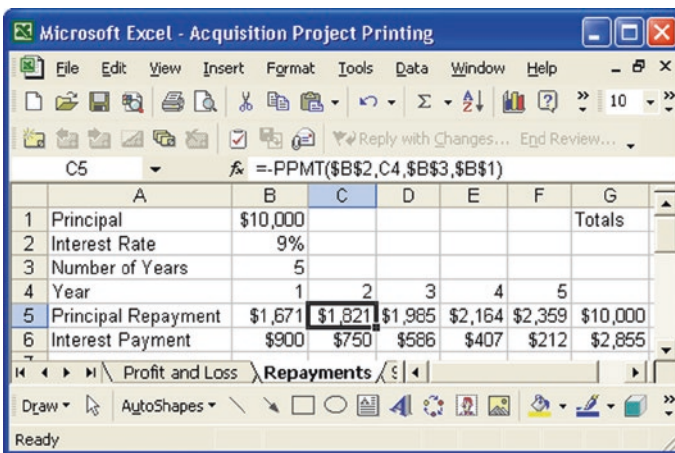 Microsoft Excel - Acquisition Project Printing
File Edit View Insert Format Tools Data Window Help
Σ 10
Reply with Changes... End Review...
C5 fx =-PPMT($B$2,C4,$B$3,$B$1)
A B C D E F G
1 Principal $10,000 Totals
2 Interest Rate 9%
3 Number of Years 5
4 Year 1 2 3 4 5
5 Principal Repayment $1,671 $1,821 $1,985 $2,164 $2,359 $10,000
6 Interest Payment $900 $750 $586 $407 $212 $2,855
Profit and Loss Repayments
Draw AutoShapes
Ready